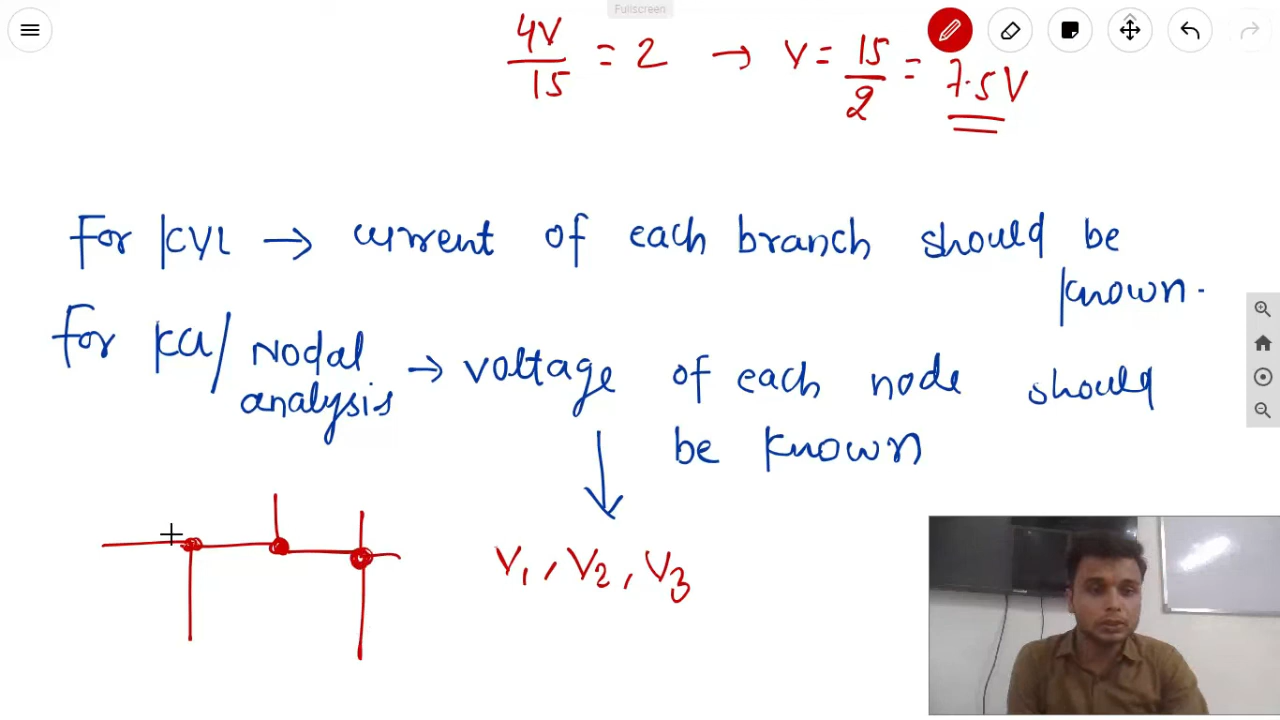 Fullscreen
4V/15 = 2 → V = 15/2 = 7.5V
For KVL → current of each branch should be
known.
For KCL/Nodal analysis → voltage of each node should
be known
V1, V2, V3